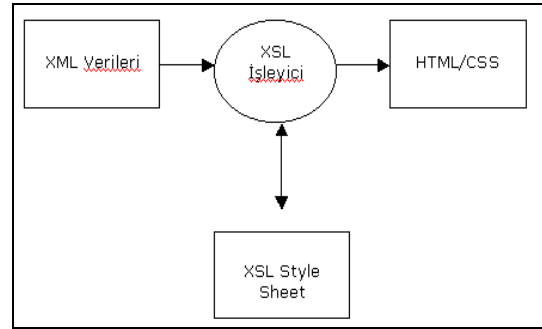 XML Verileri
XSL
İşleyici
HTML/CSS
XSL Style
Sheet